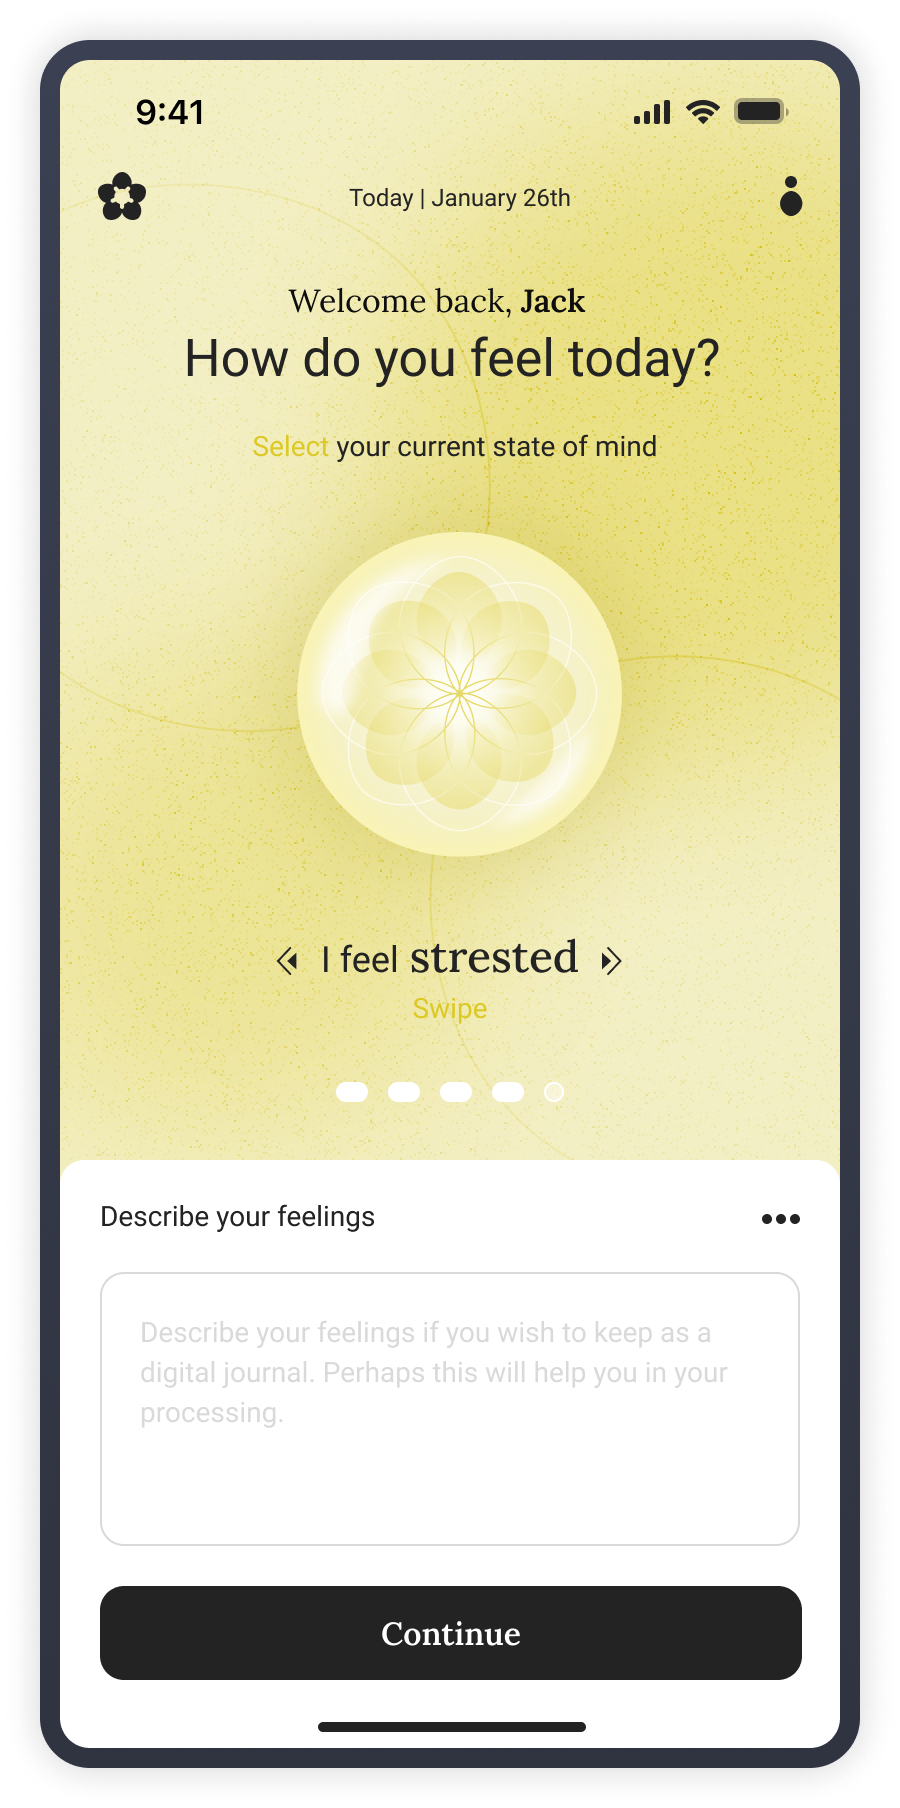 9:41
Today | January 26th
Welcome back, Jack
How do you feel today?
Select your current state of mind
I feel strested
Swipe
Describe your feelings
Describe your feelings if you wish to keep as a
digital journal. Perhaps this will help you in your
processing.
Continue